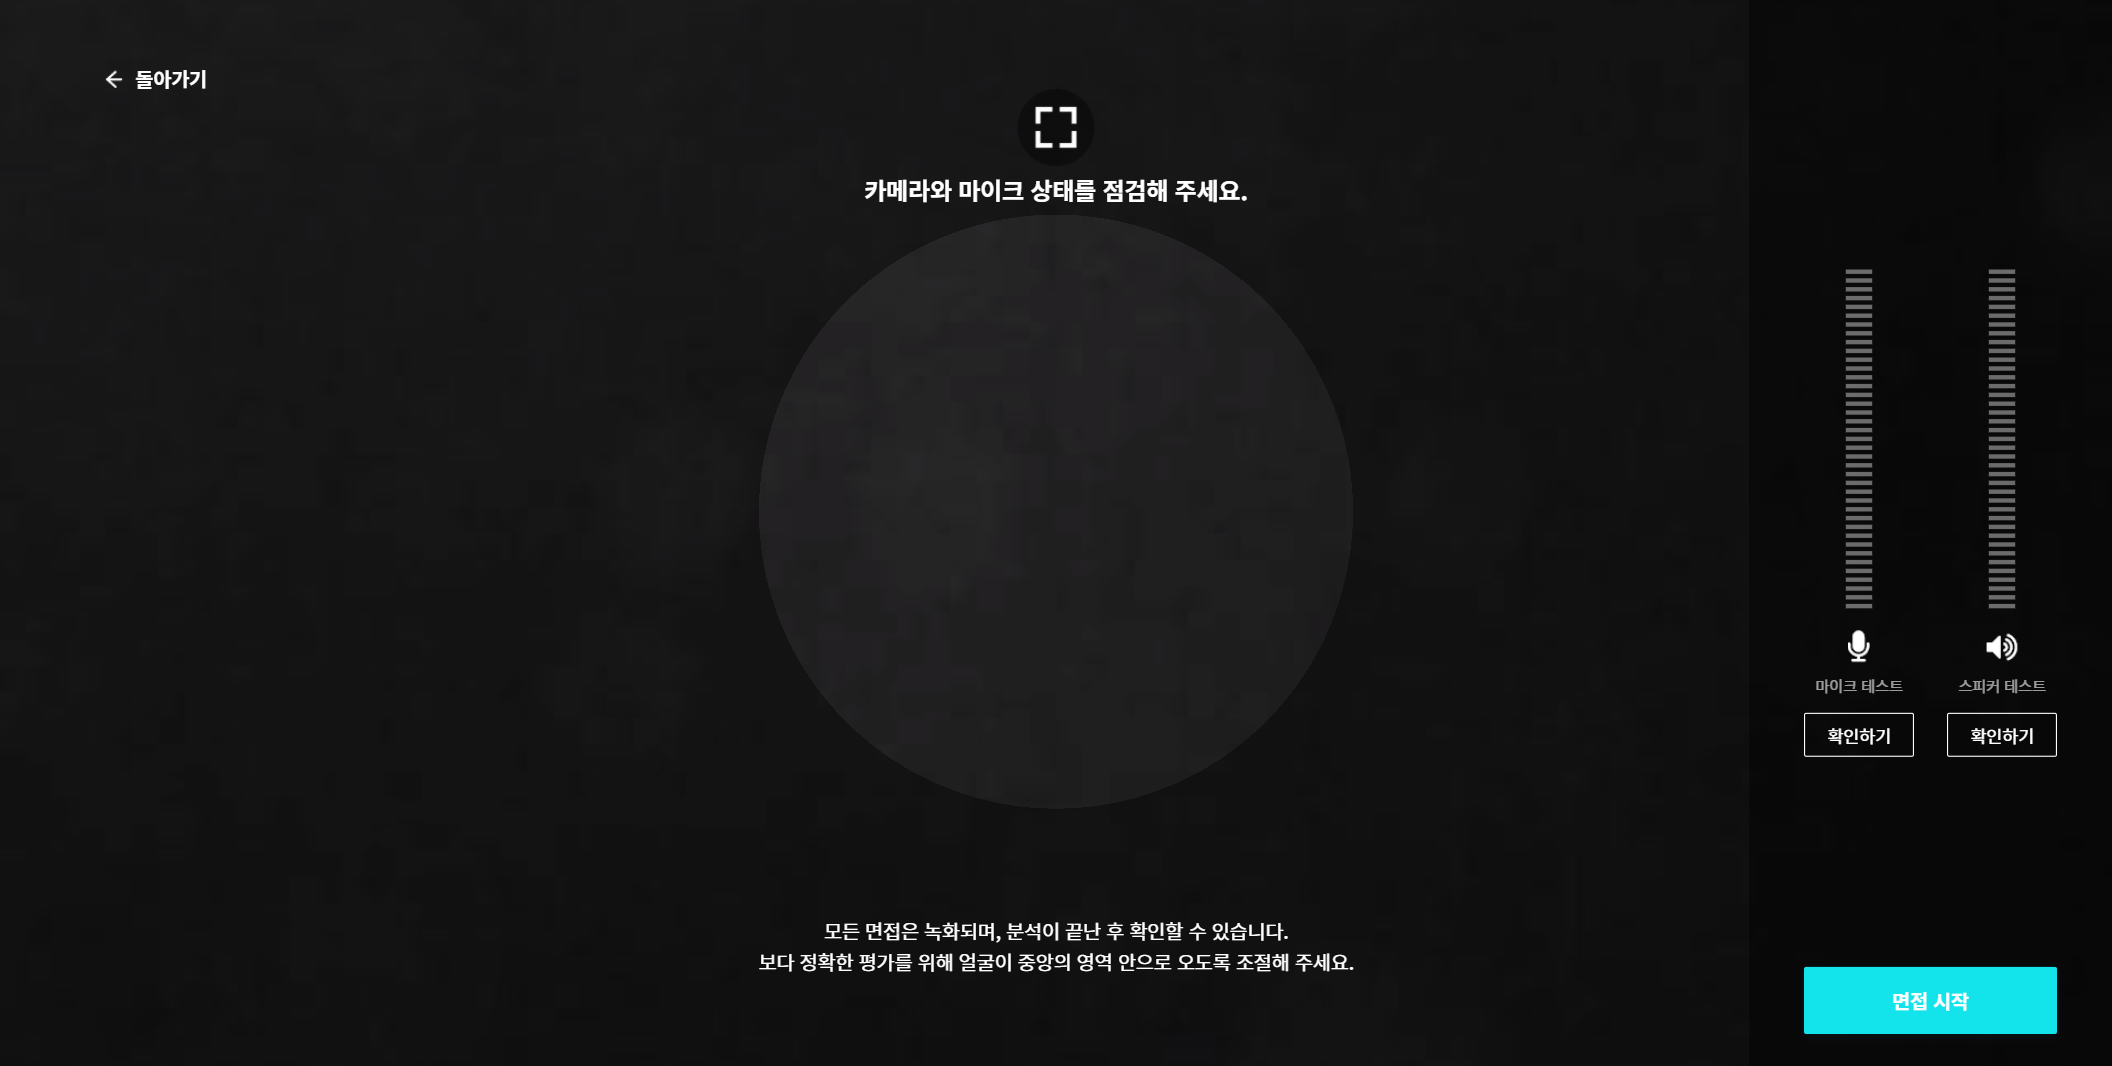 돌아가기
카메라와 마이크 상태를 점검해 주세요.
마이크 테스트
스피커 테스트
확인하기
확인하기
모든 면접은 녹화되며, 분석이 끝난 후 확인할 수 있습니다.
보다 정확한 평가를 위해 얼굴이 중앙의 영역 안으로 오도록 조절해 주세요.
면접 시작